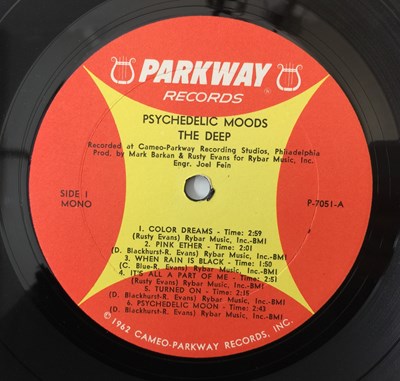 PARKWAY
RECORDS
PSYCHEDELIC MOODS
THE DEEP
Recorded at Cameo-Parkway Recording Studios, Philadelphia
Prod. by Mark Barkan & Rusty Evans for Rybar Music, Inc.
Engr. Joel Fein
SIDE 1
MONO
P-7051-A
1. COLOR DREAMS - Time: 2:59
(Rusty Evans) Rybar Music, Inc.-BMI
2. PINK ETHER - Time: 2:01
(D. Blackhurst-R. Evans) Rybar Music, Inc.-BMI
3. WHEN RAIN IS BLACK - Time: 1:50
(C. Blue-R. Evans) Rybar Music, Inc.-BMI
4. IT'S ALL A PART OF ME - Time: 2:51
(Rusty Evans) Rybar Music, Inc.-BMI
5. TURNED ON - Time: 2:15
(D. Blackhurst-R. Evans) Rybar Music, Inc.-BMI
6. PSYCHEDELIC MOON - Time: 2:43
(D. Blackhurst-R. Evans) Rybar Music, Inc.-BMI
©1962 CAMEO-PARKWAY RECORDS, INC.